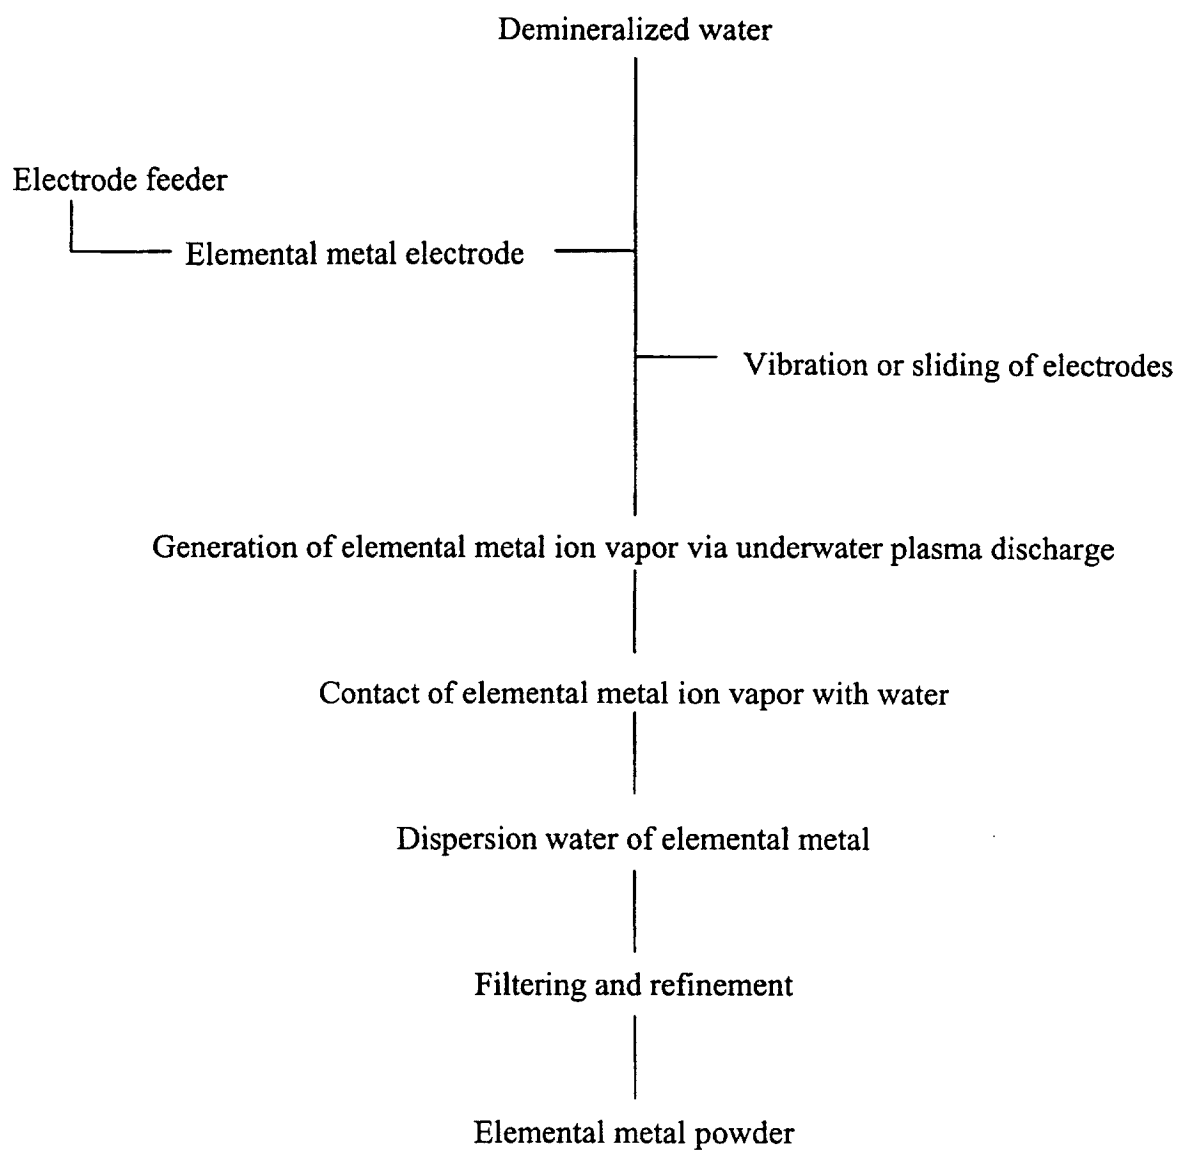 Demineralized water
Electrode feeder
Elemental metal electrode
Vibration or sliding of electrodes
Generation of elemental metal ion vapor via underwater plasma discharge
Contact of elemental metal ion vapor with water
Dispersion water of elemental metal
Filtering and refinement
Elemental metal powder